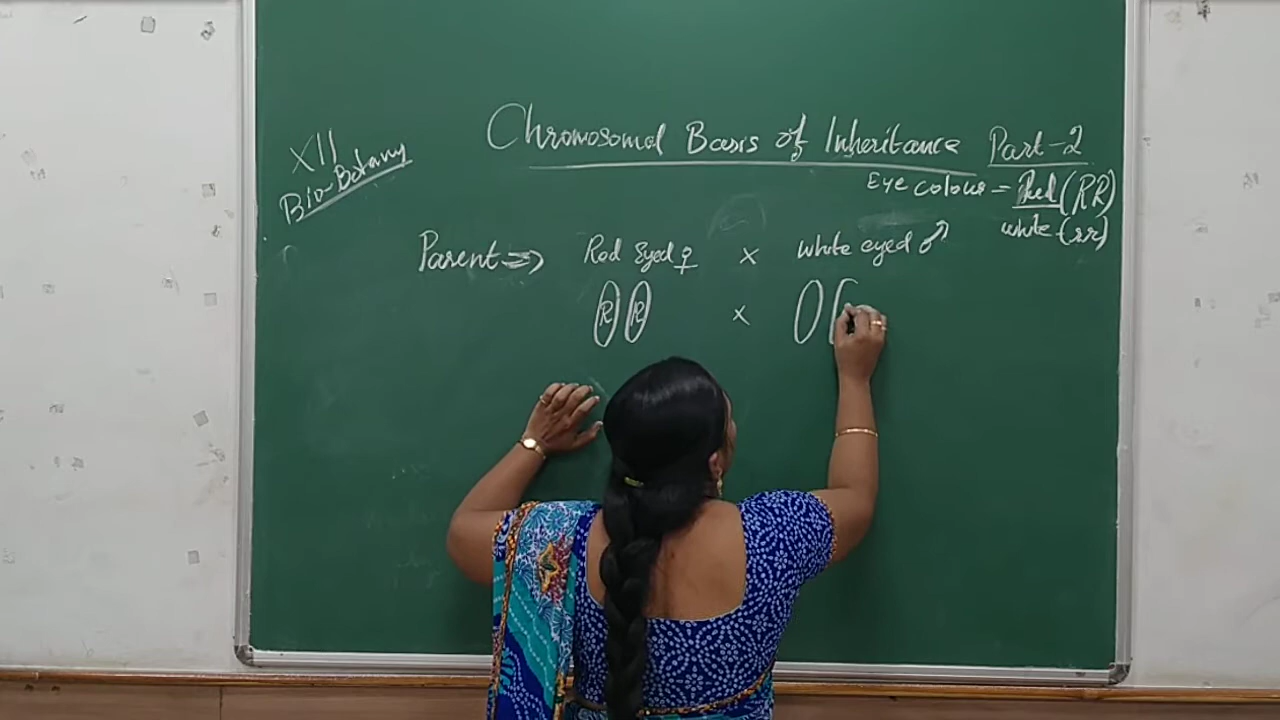 XII
Bio-Botany
Chromosomal Basis of Inheritance Part-2
Eye colour = Red (RR)
white (rr)
Parent => Red Eyed ♀ × white eyed ♂
R R ×